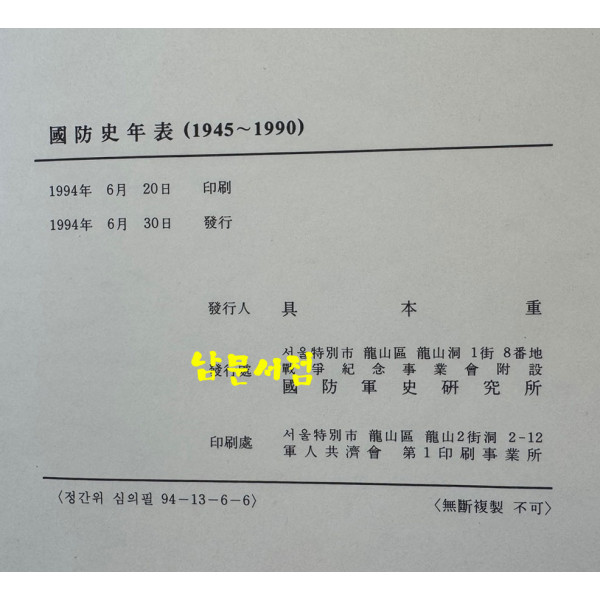 國防史年表 (1945～1990)
1994年 6月 20日 印刷
1994年 6月 30日 發行
發行人 具本重
서울特別市 龍山區 龍山洞 1街 8番地
發行處 戰爭紀念事業會附設
國防軍史研究所
남문서점
印刷處 서울特別市 龍山區 龍山2街洞 2-12
軍人共濟會 第1印刷事業所
〈정간위 심의필 94-13-6-6〉
〈無斷複製 不可〉